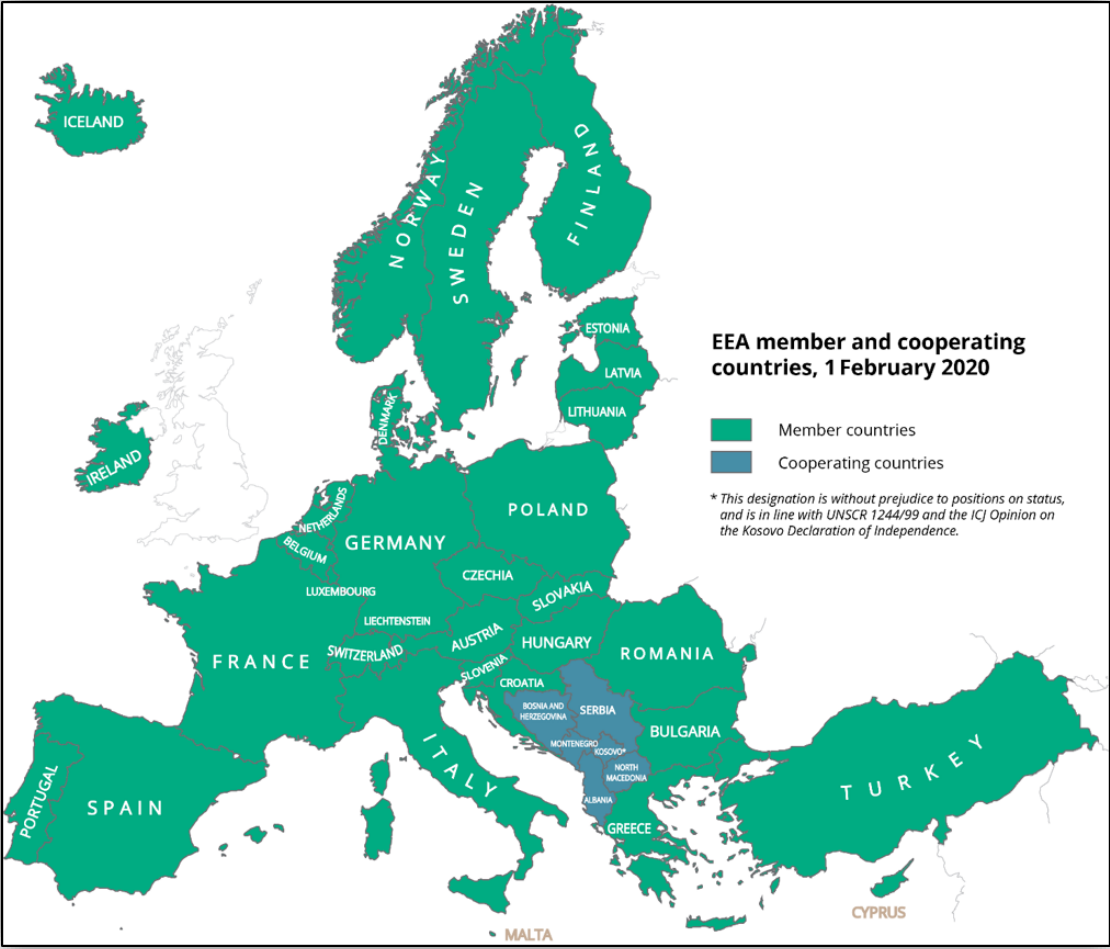 ICELAND
NORWAY
SWEDEN
FINLAND
ESTONIA
LATVIA
LITHUANIA
DENMARK
IRELAND
EEA member and cooperating
countries, 1 February 2020
Member countries
Cooperating countries
* This designation is without prejudice to positions on status,
and is in line with UNSCR 1244/99 and the ICJ Opinion on
the Kosovo Declaration of Independence.
NETHERLANDS
BELGIUM
GERMANY
POLAND
LUXEMBOURG
CZECHIA
SLOVAKIA
LIECHTENSTEIN
AUSTRIA
HUNGARY
ROMANIA
FRANCE
SWITZERLAND
SLOVENIA
CROATIA
BOSNIA AND
HERZEGOVINA
SERBIA
MONTENEGRO
KOSOVO*
BULGARIA
NORTH
MACEDONIA
ALBANIA
ITALY
PORTUGAL
SPAIN
GREECE
TURKEY
CYPRUS
MALTA